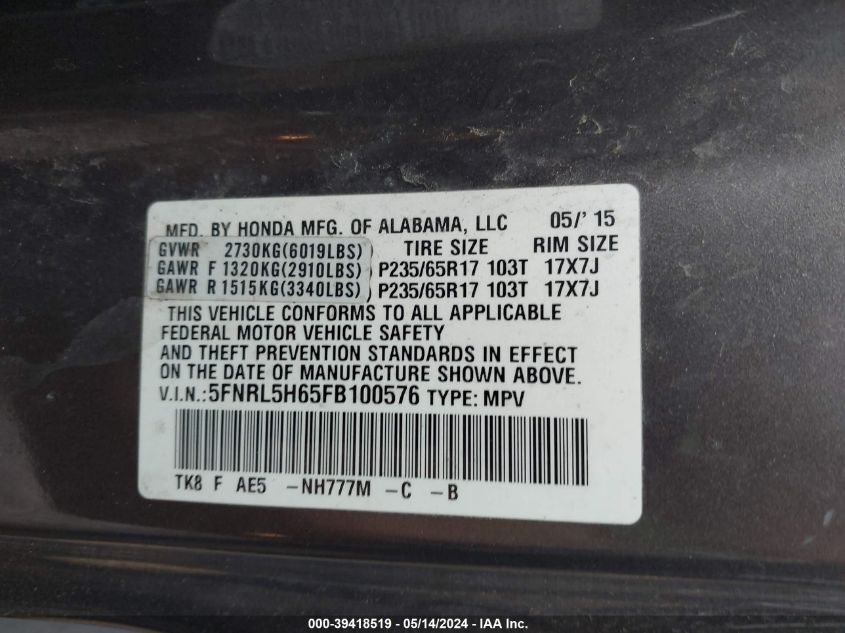 MFD. BY HONDA MFG. OF ALABAMA, LLC 05/'15
GVWR 2730KG(6019LBS) TIRE SIZE RIM SIZE
GAWR F 1320KG(2910LBS) P235/65R17 103T 17X7J
GAWR R 1515KG(3340LBS) P235/65R17 103T 17X7J
THIS VEHICLE CONFORMS TO ALL APPLICABLE
FEDERAL MOTOR VEHICLE SAFETY
AND THEFT PREVENTION STANDARDS IN EFFECT
ON THE DATE OF MANUFACTURE SHOWN ABOVE.
V.I.N.:5FNRL5H65FB100576 TYPE: MPV
TK8 F AE5 -NH777M -C -B
000-39418519 - 05/14/2024 - IAA Inc.